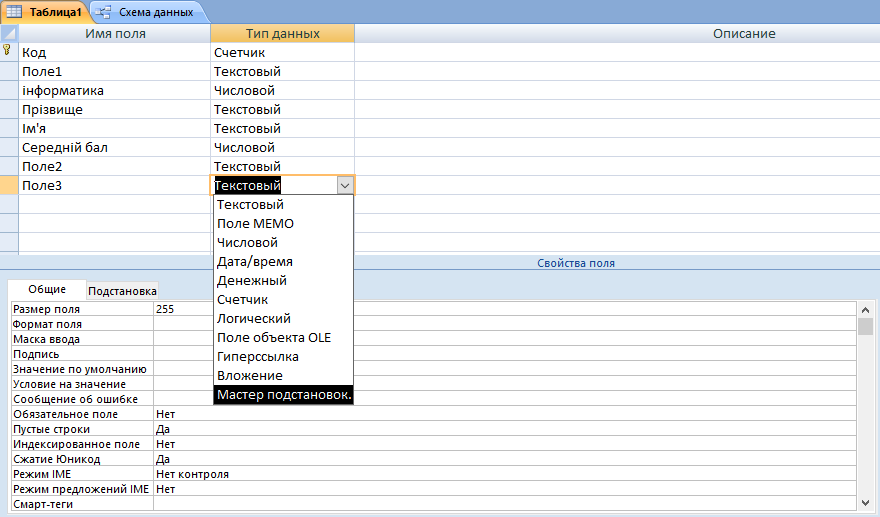 Таблица1 Схема данных
Имя поля Тип данных Описание
Код Счетчик
Поле1 Текстовый
інформатика Числовой
Прізвище Текстовый
Ім'я Текстовый
Середній бал Числовой
Поле2 Текстовый
Поле3 Текстовый
Текстовый
Поле МЕМО
Числовой
Дата/время
Денежный
Счетчик
Логический
Поле объекта OLE
Гиперссылка
Вложение
Мастер подстановок.
Свойства поля
Общие Подстановка
Размер поля 255
Формат поля
Маска ввода
Подпись
Значение по умолчанию
Условие на значение
Сообщение об ошибке
Обязательное поле Нет
Пустые строки Да
Индексированное поле Нет
Сжатие Юникод Да
Режим IME Нет контроля
Режим предложений IME Нет
Смарт-теги